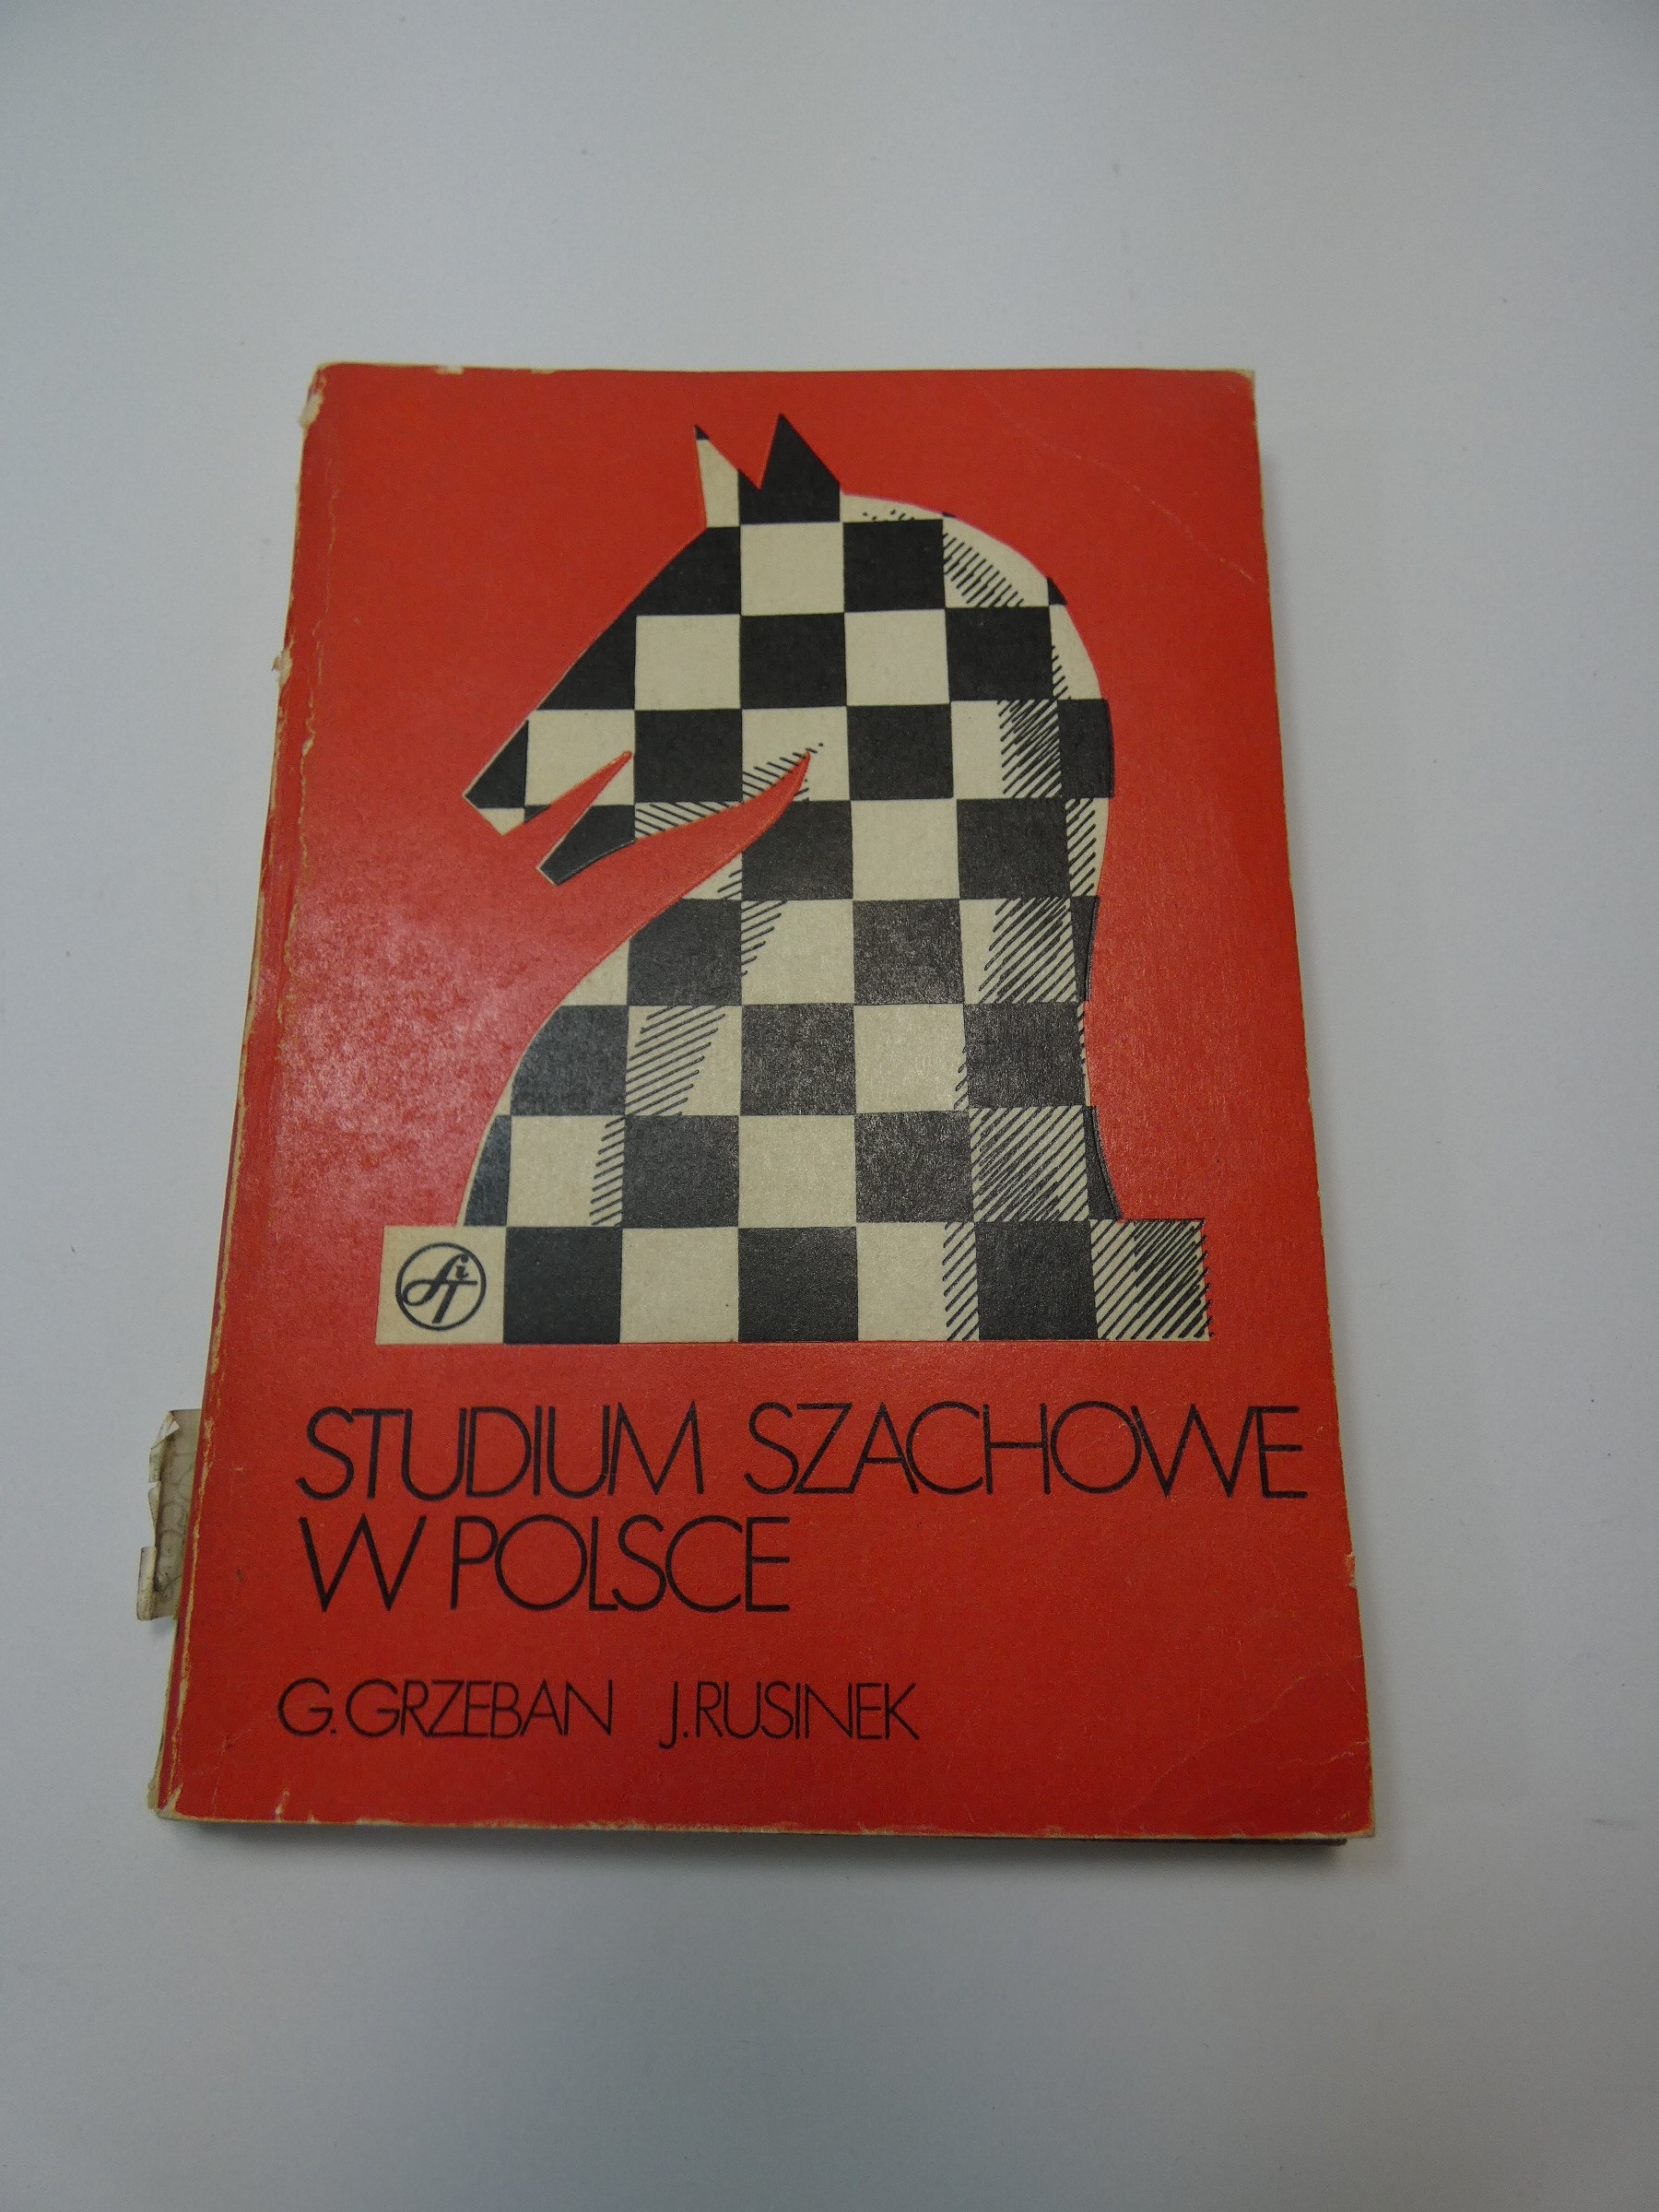 STUDIUM SZACHOWE
W POLSCE
G. GRZEBAN J. RUSINEK